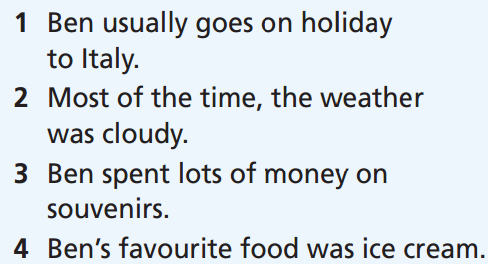 1 Ben usually goes on holiday
to Italy.
2 Most of the time, the weather
was cloudy.
3 Ben spent lots of money on
souvenirs.
4 Ben’s favourite food was ice cream.